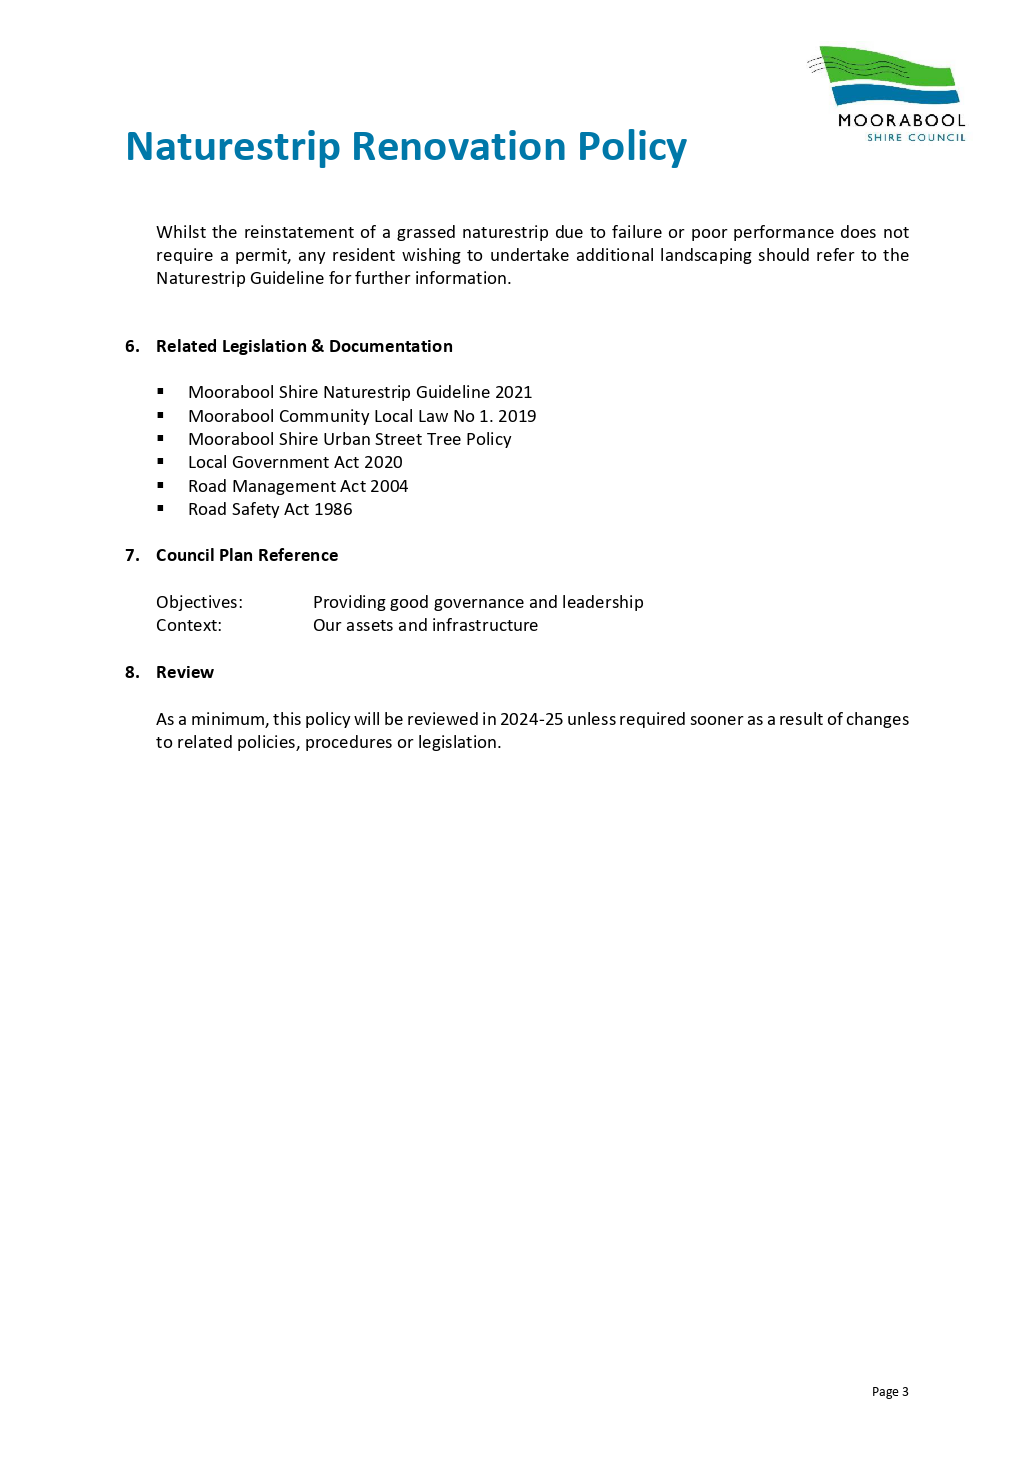 MOORABOOL
SHIRE COUNCIL
Naturestrip Renovation Policy
Whilst the reinstatement of a grassed naturestrip due to failure or poor performance does not
require a permit, any resident wishing to undertake additional landscaping should refer to the
Naturestrip Guideline for further information.
6. Related Legislation & Documentation
▪ Moorabool Shire Naturestrip Guideline 2021
▪ Moorabool Community Local Law No 1. 2019
▪ Moorabool Shire Urban Street Tree Policy
▪ Local Government Act 2020
▪ Road Management Act 2004
▪ Road Safety Act 1986
7. Council Plan Reference
Objectives: Providing good governance and leadership
Context: Our assets and infrastructure
8. Review
As a minimum, this policy will be reviewed in 2024-25 unless required sooner as a result of changes
to related policies, procedures or legislation.
Page 3